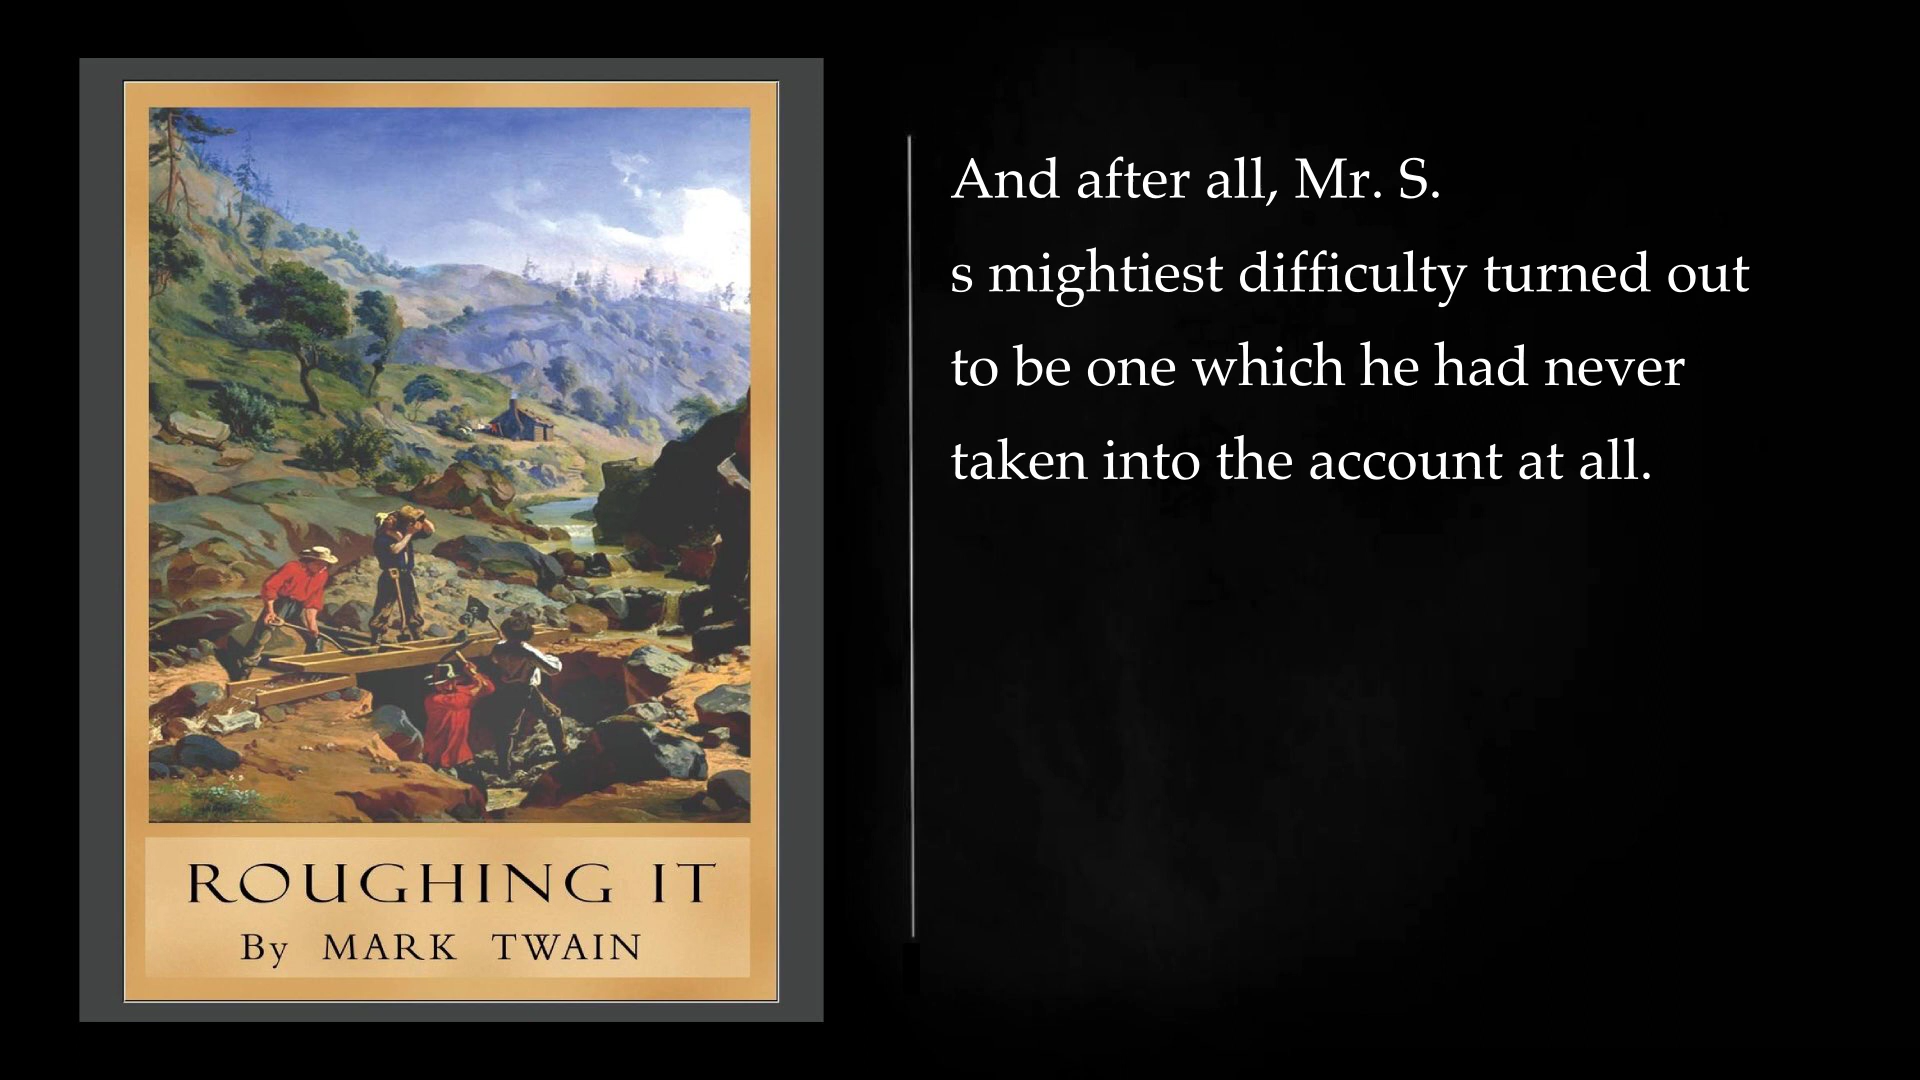 ROUGHING IT
By MARK TWAIN
And after all, Mr. S.
s mightiest difficulty turned out
to be one which he had never
taken into the account at all.